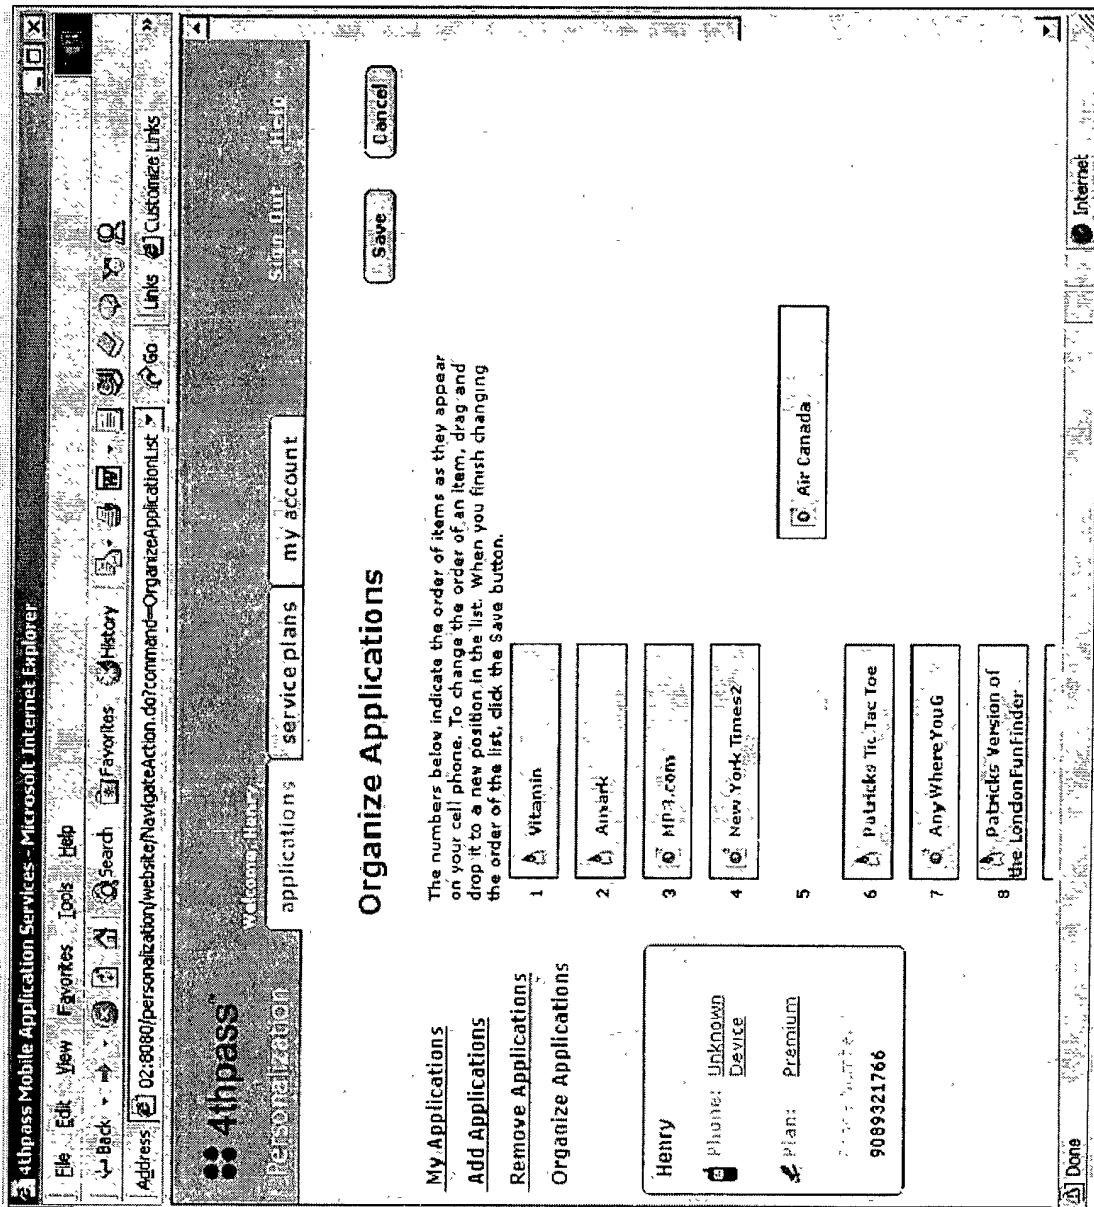 4thpass Mobile Application Services - Microsoft Internet Explorer
File Edit View Favorites Tools Help
Back Search Favorites History
Address 02:8080/personalization/website/NavigateAction.do?command=OrganizeApplicationList Go Links Customize Links »
4thpass™
Welcome, Henry
Personalization
applications
service plans
my account
Sign Out
Help
Organize Applications
Save
Cancel
My Applications
Add Applications
Remove Applications
Organize Applications
The numbers below indicate the order of items as they appear
on your cell phone. To change the order of an item, drag and
drop it to a new position in the list. When you finish changing
the order of the list, click the Save button.
1 Vitamin
2 Amark
3 MP3.com
4 New York Times2
5
Air Canada
6 Patricks Tic Tac Toe
7 AnyWhereYouG
8 Patricks Version of
the LondonFunFinder
Henry
Phone: Unknown
Device
Plan: Premium
9089321766
Done
Internet